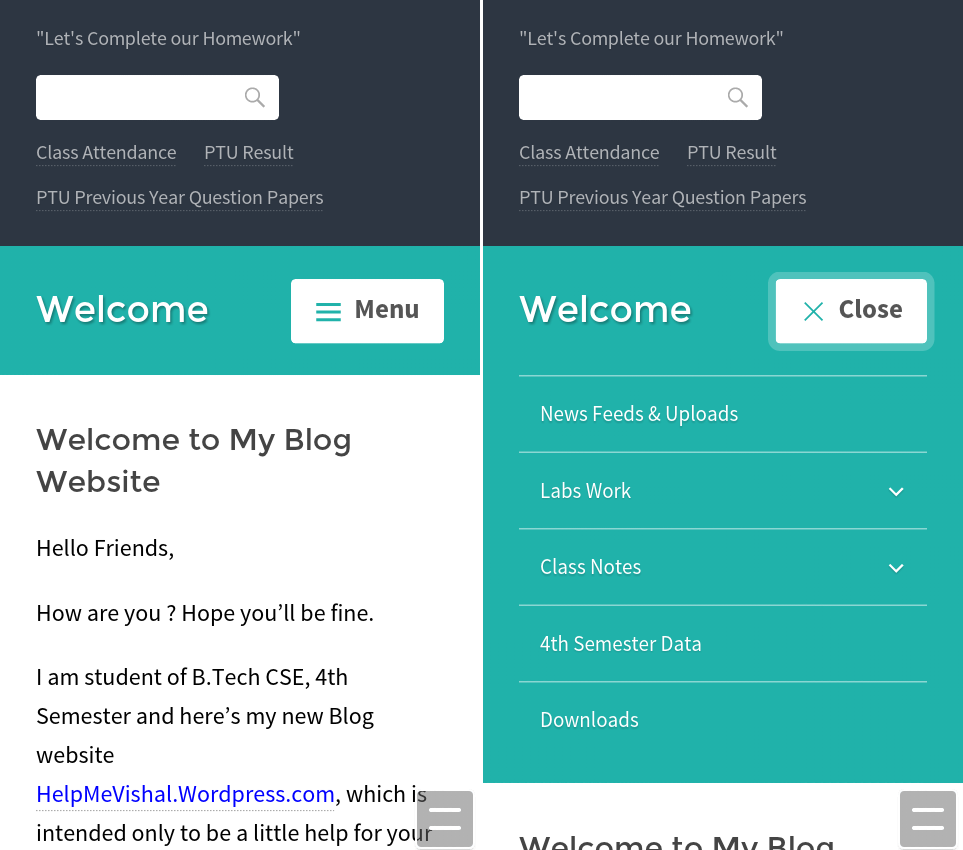 "Let's Complete our Homework"
Class Attendance PTU Result
PTU Previous Year Question Papers
Welcome Menu
Welcome to My Blog
Website
Hello Friends,
How are you ? Hope you’ll be fine.
I am student of B.Tech CSE, 4th
Semester and here’s my new Blog
website
HelpMeVishal.Wordpress.com, which is
intended only to be a little help for your
"Let's Complete our Homework"
Class Attendance PTU Result
PTU Previous Year Question Papers
Welcome Close
News Feeds & Uploads
Labs Work
Class Notes
4th Semester Data
Downloads
Welcome to My Blog